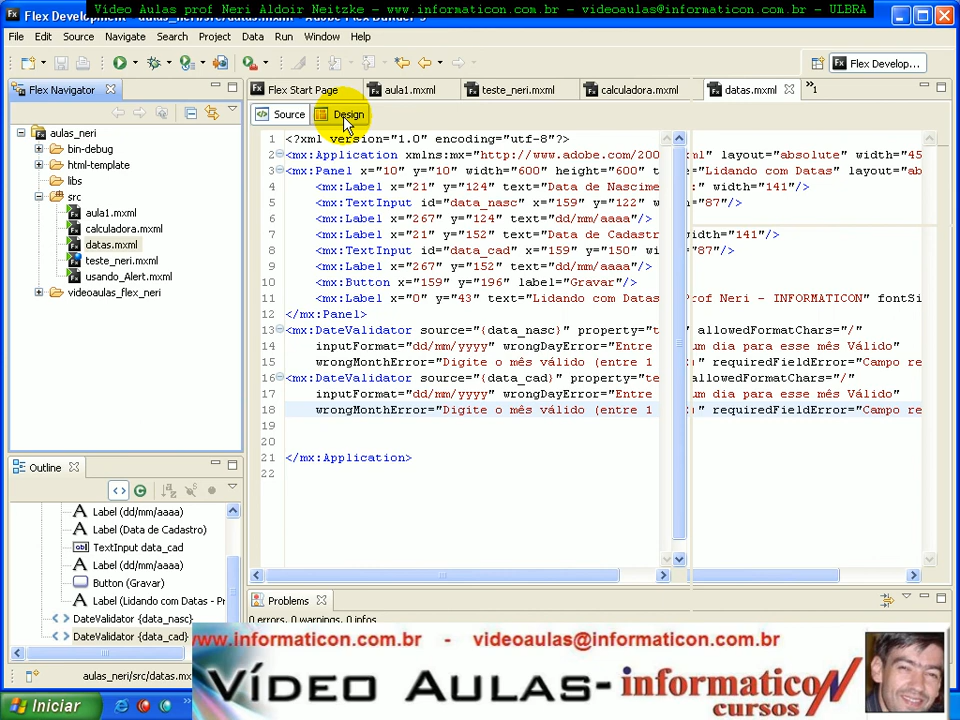 Vídeo Aulas prof Neri Aldoir Neitzke - www.informaticon.com.br - videoaulas@informaticon.com.br - ULBRA
Flex Development - aulas_neri/src/datas.mxml - Adobe Flex Builder 3
File Edit Source Navigate Search Project Data Run Window Help
Flex Develop...
Flex Navigator
Flex Start Page aula1.mxml teste_neri.mxml calculadora.mxml datas.mxml »1
Source Design
aulas_neri
bin-debug
html-template
libs
src
aula1.mxml
calculadora.mxml
datas.mxml
teste_neri.mxml
usando_Alert.mxml
videoaulas_flex_neri
1 <?xml version="1.0" encoding="utf-8"?>
2 <mx:Application xmlns:mx="http://www.adobe.com/200 xml" layout="absolute" width="45
3 <mx:Panel x="10" y="10" width="600" height="600" t "Lidando com Datas" layout="ab
4 <mx:Label x="21" y="124" text="Data de Nascime :" width="141"/>
5 <mx:TextInput id="data_nasc" x="159" y="122" w "87"/>
6 <mx:Label x="267" y="124" text="dd/mm/aaaa"/>
7 <mx:Label x="21" y="152" text="Data de Cadastr width="141"/>
8 <mx:TextInput id="data_cad" x="159" y="150" w "87"/>
9 <mx:Label x="267" y="152" text="dd/mm/aaaa"/>
10 <mx:Button x="159" y="196" label="Gravar"/>
11 <mx:Label x="0" y="43" text="Lidando com Datas Prof Neri - INFORMATICON" fontSi
12 </mx:Panel>
13 <mx:DateValidator source="{data_nasc}" property="t allowedFormatChars="/"
14 inputFormat="dd/mm/yyyy" wrongDayError="Entre um dia para esse mês Válido"
15 wrongMonthError="Digite o mês válido (entre 1 )" requiredFieldError="Campo re
16 <mx:DateValidator source="{data_cad}" property="te allowedFormatChars="/"
17 inputFormat="dd/mm/yyyy" wrongDayError="Entre um dia para esse mês Válido"
18 wrongMonthError="Digite o mês válido (entre 1 )" requiredFieldError="Campo re
19
20
21 </mx:Application>
22
Outline
Label (dd/mm/aaaa)
Label (Data de Cadastro)
TextInput data_cad
Label (dd/mm/aaaa)
Button (Gravar)
Label (Lidando com Datas - Pr
DateValidator {data_nasc}
DateValidator {data_cad}
Problems
0 errors, 0 warnings, 0 infos
aulas_neri/src/datas.mx
www.informaticon.com.br - videoaulas@informaticon.com.br
Vídeo Aulas- informaticoN
cursos
Iniciar